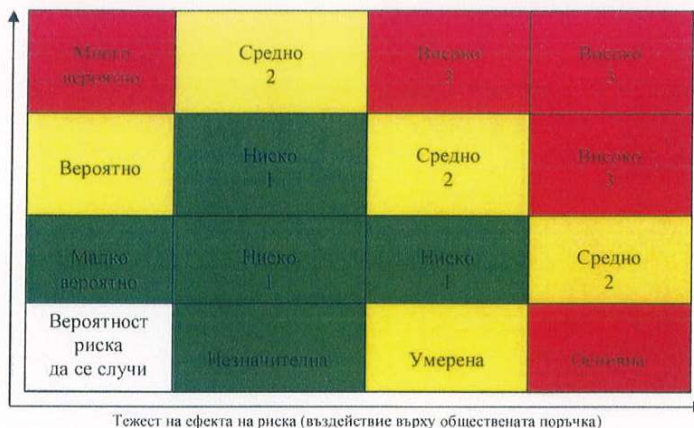 Много
вероятно
Средно
2
Високо
3
Високо
3
Вероятно
Ниско
1
Средно
2
Високо
3
Малко
вероятно
Ниско
1
Ниско
1
Средно
2
Вероятност
риска
да се случи
Незначителна
Умерена
Тежест на ефекта на риска (въздействие върху обществената поръчка)